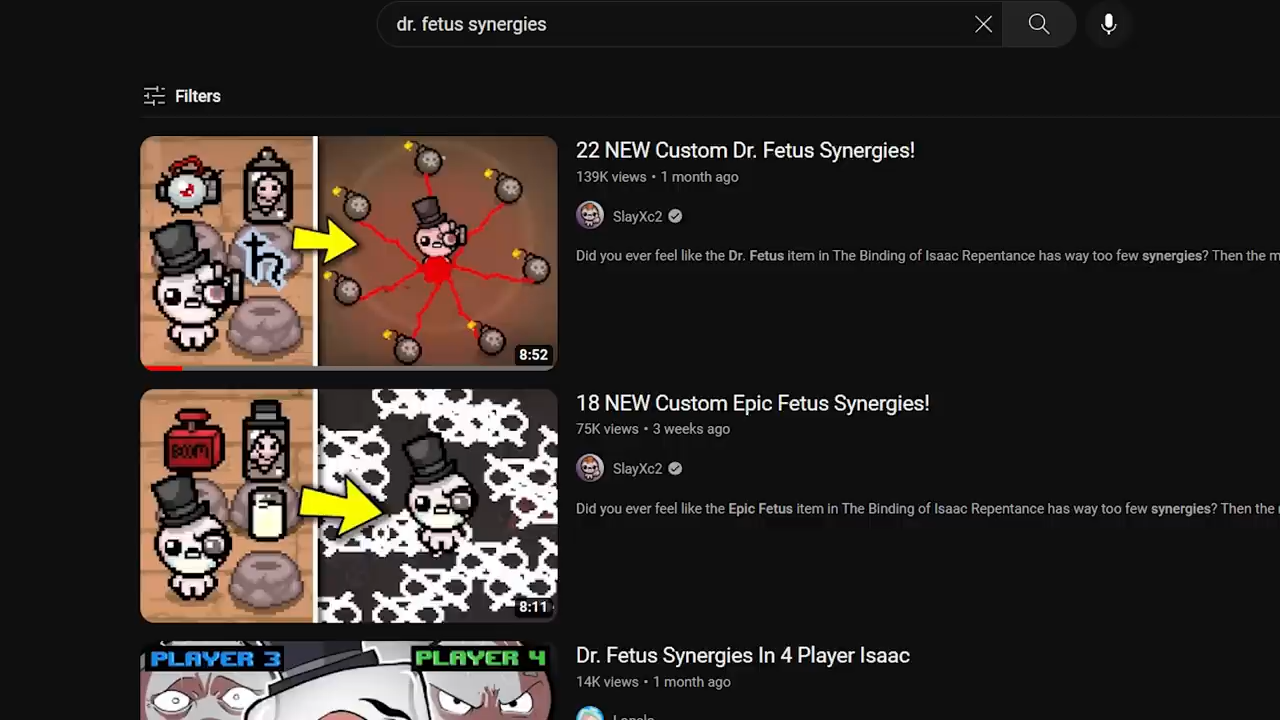 dr. fetus synergies
Filters
22 NEW Custom Dr. Fetus Synergies!
139K views • 1 month ago
SlayXc2
Did you ever feel like the Dr. Fetus item in The Binding of Isaac Repentance has way too few synergies? Then the
8:52
18 NEW Custom Epic Fetus Synergies!
75K views • 3 weeks ago
SlayXc2
Did you ever feel like the Epic Fetus item in The Binding of Isaac Repentance has way too few synergies? Then the
BOOM
8:11
PLAYER 3
PLAYER 4
Dr. Fetus Synergies In 4 Player Isaac
14K views • 1 month ago